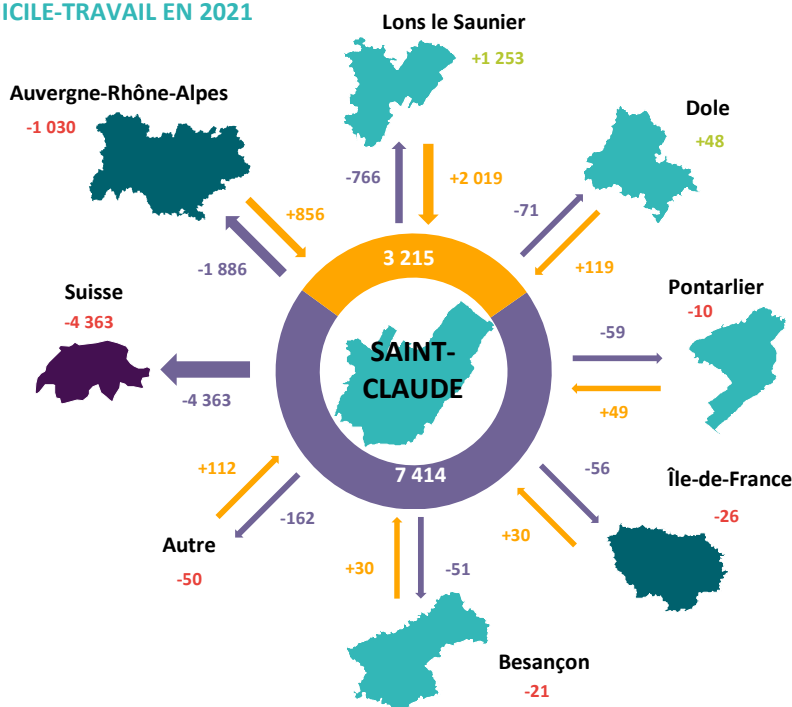 ICILE-TRAVAIL EN 2021
Lons le Saunier
+1 253
Auvergne-Rhône-Alpes
-1 030
Dole
+48
-766
+2 019
-71
+856
+119
-1 886
3 215
Suisse
-4 363
Pontarlier
-10
-59
SAINT-
CLAUDE
-4 363
+49
+112
7 414
-56
Île-de-France
-26
-162
+30
Autre
-50
+30
-51
Besançon
-21